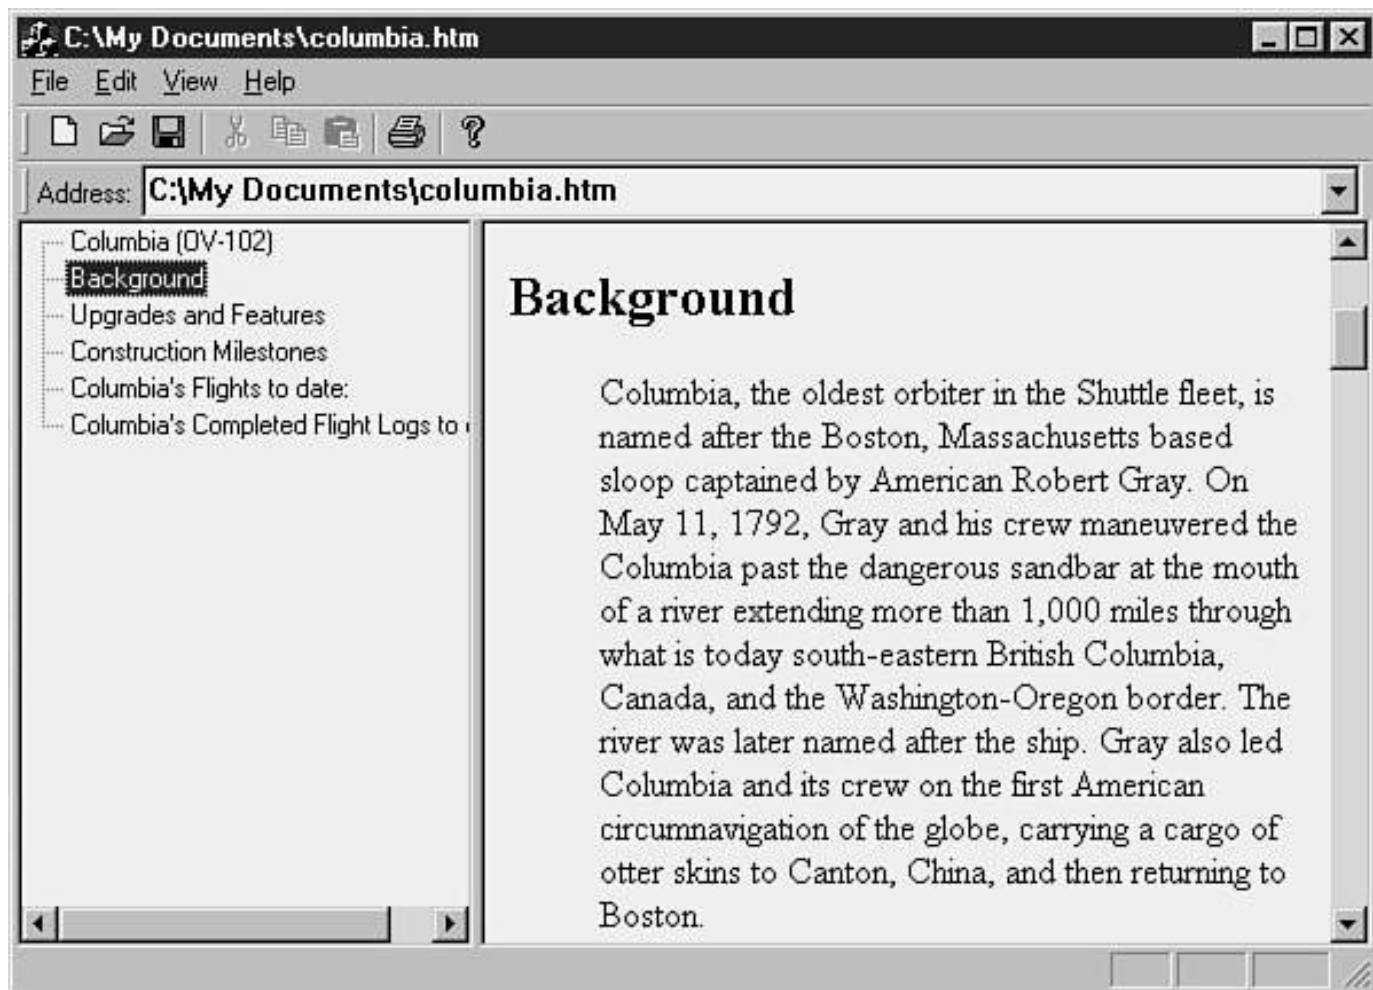 C:\My Documents\columbia.htm
File Edit View Help
Address: C:\My Documents\columbia.htm
Columbia (OV-102)
Background
Upgrades and Features
Construction Milestones
Columbia's Flights to date:
Columbia's Completed Flight Logs to
Background
Columbia, the oldest orbiter in the Shuttle fleet, is
named after the Boston, Massachusetts based
sloop captained by American Robert Gray. On
May 11, 1792, Gray and his crew maneuvered the
Columbia past the dangerous sandbar at the mouth
of a river extending more than 1,000 miles through
what is today south-eastern British Columbia,
Canada, and the Washington-Oregon border. The
river was later named after the ship. Gray also led
Columbia and its crew on the first American
circumnavigation of the globe, carrying a cargo of
otter skins to Canton, China, and then returning to
Boston.